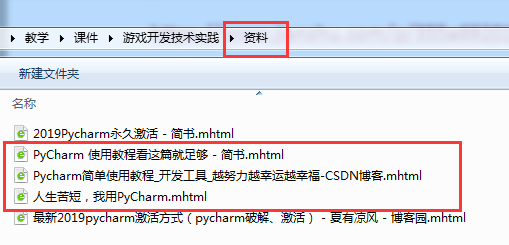 教学 ▸ 课件 ▸ 游戏开发技术实践 ▸ 资料
新建文件夹
名称
2019Pycharm永久激活 - 简书.mhtml
PyCharm 使用教程看这篇就足够 - 简书.mhtml
Pycharm简单使用教程_开发工具_越努力越幸运越幸福-CSDN博客.mhtml
人生苦短，我用PyCharm.mhtml
最新2019pycharm激活方式（pycharm破解、激活） - 夏有凉风 - 博客园.mhtml